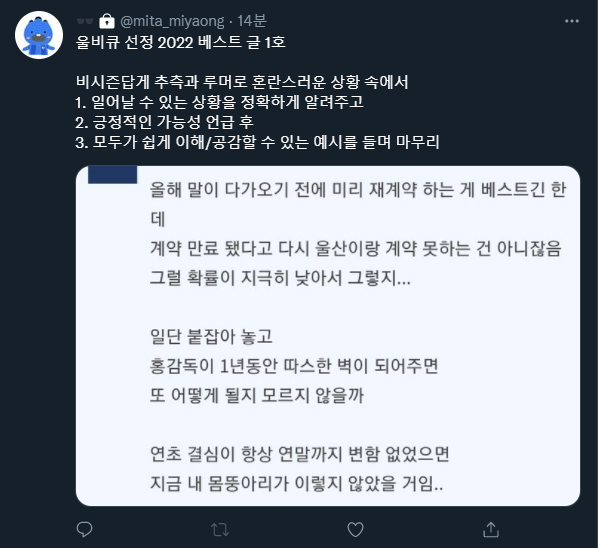 @mita_miyaong · 14분
울비큐 선정 2022 베스트 글 1호
비시즌답게 추측과 루머로 혼란스러운 상황 속에서
1. 일어날 수 있는 상황을 정확하게 알려주고
2. 긍정적인 가능성 언급 후
3. 모두가 쉽게 이해/공감할 수 있는 예시를 들며 마무리
올해 말이 다가오기 전에 미리 재계약 하는 게 베스트긴 한
데
계약 만료 됐다고 다시 울산이랑 계약 못하는 건 아니잖음
그럴 확률이 지극히 낮아서 그렇지...
일단 붙잡아 놓고
홍감독이 1년동안 따스한 벽이 되어주면
또 어떻게 될지 모르지 않을까
연초 결심이 항상 연말까지 변함 없었으면
지금 내 몸뚱아리가 이렇지 않았을 거임..